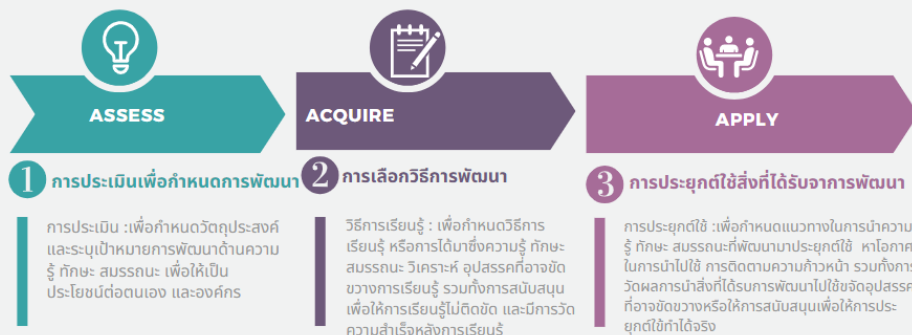 ASSESS
ACQUIRE
APPLY
1 การประเมินเพื่อกำหนดการพัฒนา
2 การเลือกวิธีการพัฒนา
3 การประยุกต์ใช้สิ่งที่ได้รับจาการพัฒนา
การประเมิน :เพื่อกำหนดวัตถุประสงค์
และระบุเป้าหมายการพัฒนาด้านความ
รู้ ทักษะ สมรรถนะ เพื่อให้เป็น
ประโยชน์ต่อตนเอง และองค์กร
วิธีการเรียนรู้ : เพื่อกำหนดวิธีการ
เรียนรู้ หรือการได้มาซึ่งความรู้ ทักษะ
สมรรถนะ วิเคราะห์ อุปสรรคที่อาจขัด
ขวางการเรียนรู้ รวมทั้งการสนับสนุน
เพื่อให้การเรียนรู้ไม่ติดขัด และมีการวัด
ความสำเร็จหลังการเรียนรู้
การประยุกต์ใช้ :เพื่อกำหนดแนวทางในการนำความ
รู้ ทักษะ สมรรถนะที่พัฒนามาประยุกต์ใช้ หาโอกาส
ในการนำไปใช้ การติดตามความก้าวหน้า รวมทั้งการ
วัดผลการนำสิ่งที่ได้รบการพัฒนาไปใช้ขจัดอุปสรรค
ที่อาจขัดขวางหรือให้การสนับสนุนเพื่อให้การประ
ยุกต์ใช้ทำได้จริง